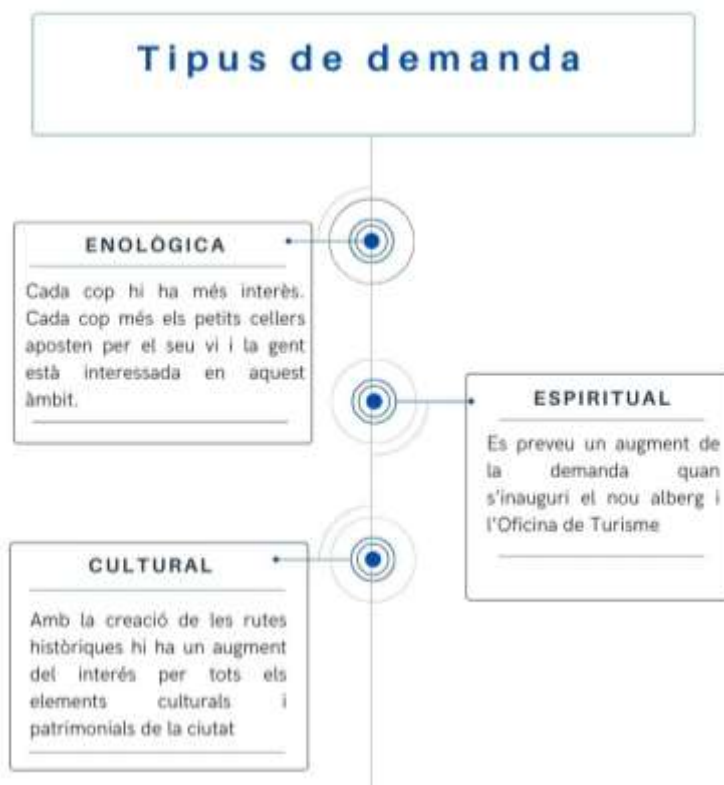 Tipus de demanda
ENOLÒGICA
Cada cop hi ha més interès.
Cada cop més els petits cellers
aposten per el seu vi i la gent
està interessada en aquest
àmbit.
ESPIRITUAL
Es preveu un augment de
la demanda quan
s'inauguri el nou alberg i
l'Oficina de Turisme
CULTURAL
Amb la creació de les rutes
històriques hi ha un augment
del interés per tots els
elements culturals i
patrimonials de la ciutat